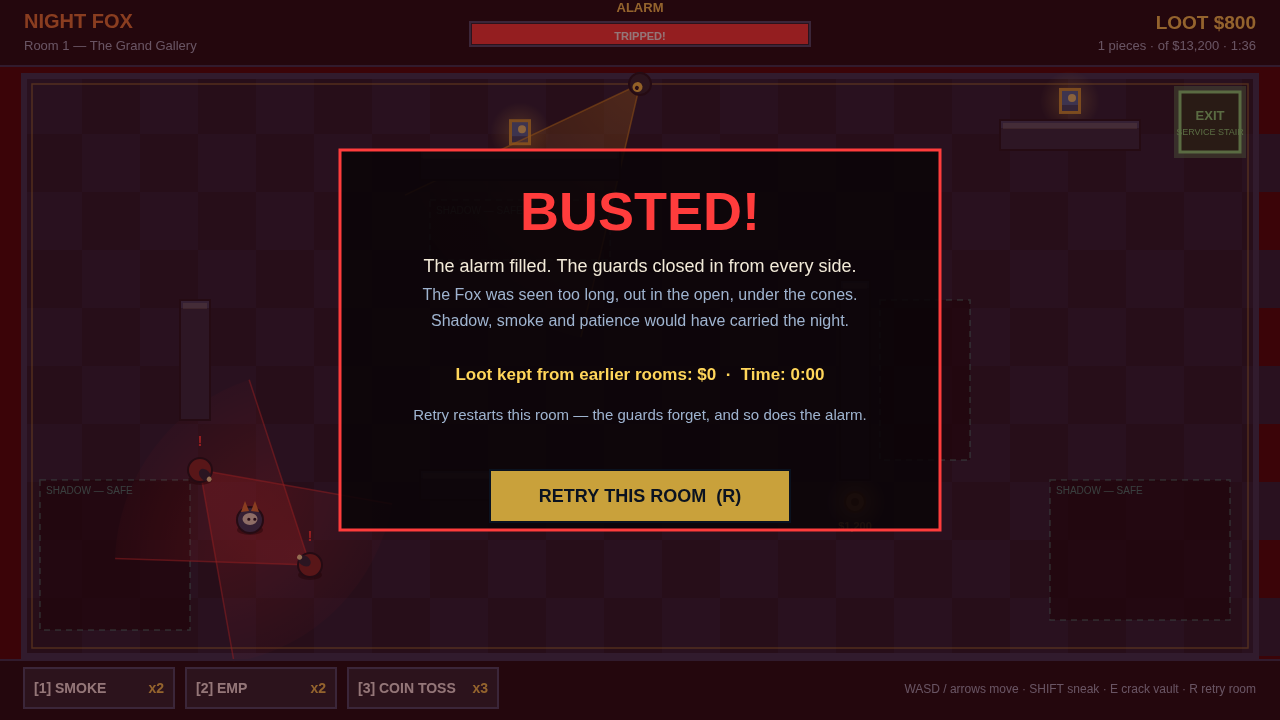 NIGHT FOX
Room 1 — The Grand Gallery
ALARM
TRIPPED!
LOOT $800
1 pieces · of $13,200 · 1:36
EXIT
SERVICE STAIR
BUSTED!
The alarm filled. The guards closed in from every side.
The Fox was seen too long, out in the open, under the cones.
Shadow, smoke and patience would have carried the night.
Loot kept from earlier rooms: $0 · Time: 0:00
Retry restarts this room — the guards forget, and so does the alarm.
RETRY THIS ROOM (R)
!
!
SHADOW — SAFE
SHADOW — SAFE
[1] SMOKE x2
[2] EMP x2
[3] COIN TOSS x3
WASD / arrows move · SHIFT sneak · E crack vault · R retry room